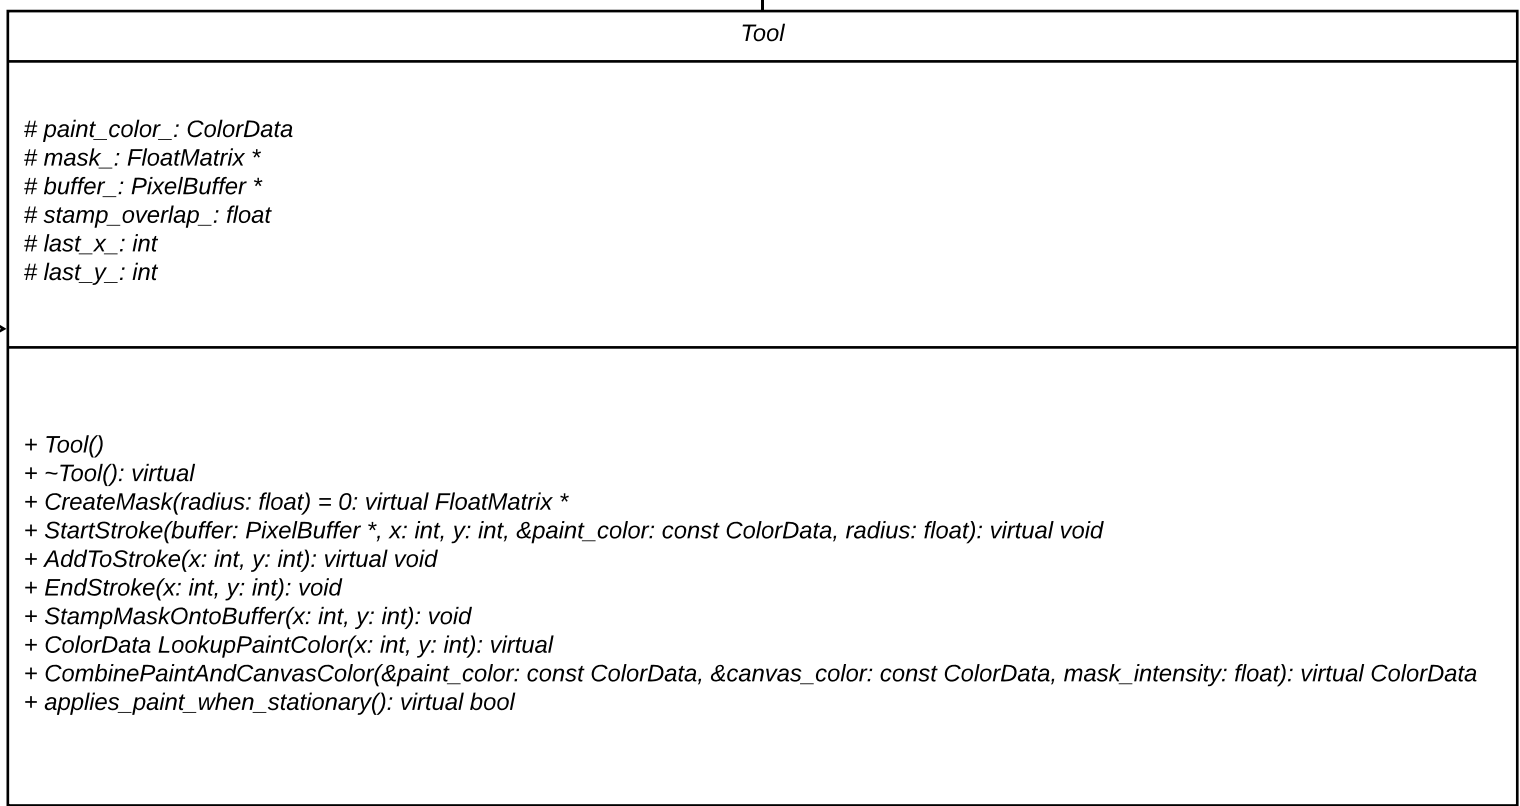 Tool
# paint_color_: ColorData
# mask_: FloatMatrix *
# buffer_: PixelBuffer *
# stamp_overlap_: float
# last_x_: int
# last_y_: int
+ Tool()
+ ~Tool(): virtual
+ CreateMask(radius: float) = 0: virtual FloatMatrix *
+ StartStroke(buffer: PixelBuffer *, x: int, y: int, &paint_color: const ColorData, radius: float): virtual void
+ AddToStroke(x: int, y: int): virtual void
+ EndStroke(x: int, y: int): void
+ StampMaskOntoBuffer(x: int, y: int): void
+ ColorData LookupPaintColor(x: int, y: int): virtual
+ CombinePaintAndCanvasColor(&paint_color: const ColorData, &canvas_color: const ColorData, mask_intensity: float): virtual ColorData
+ applies_paint_when_stationary(): virtual bool